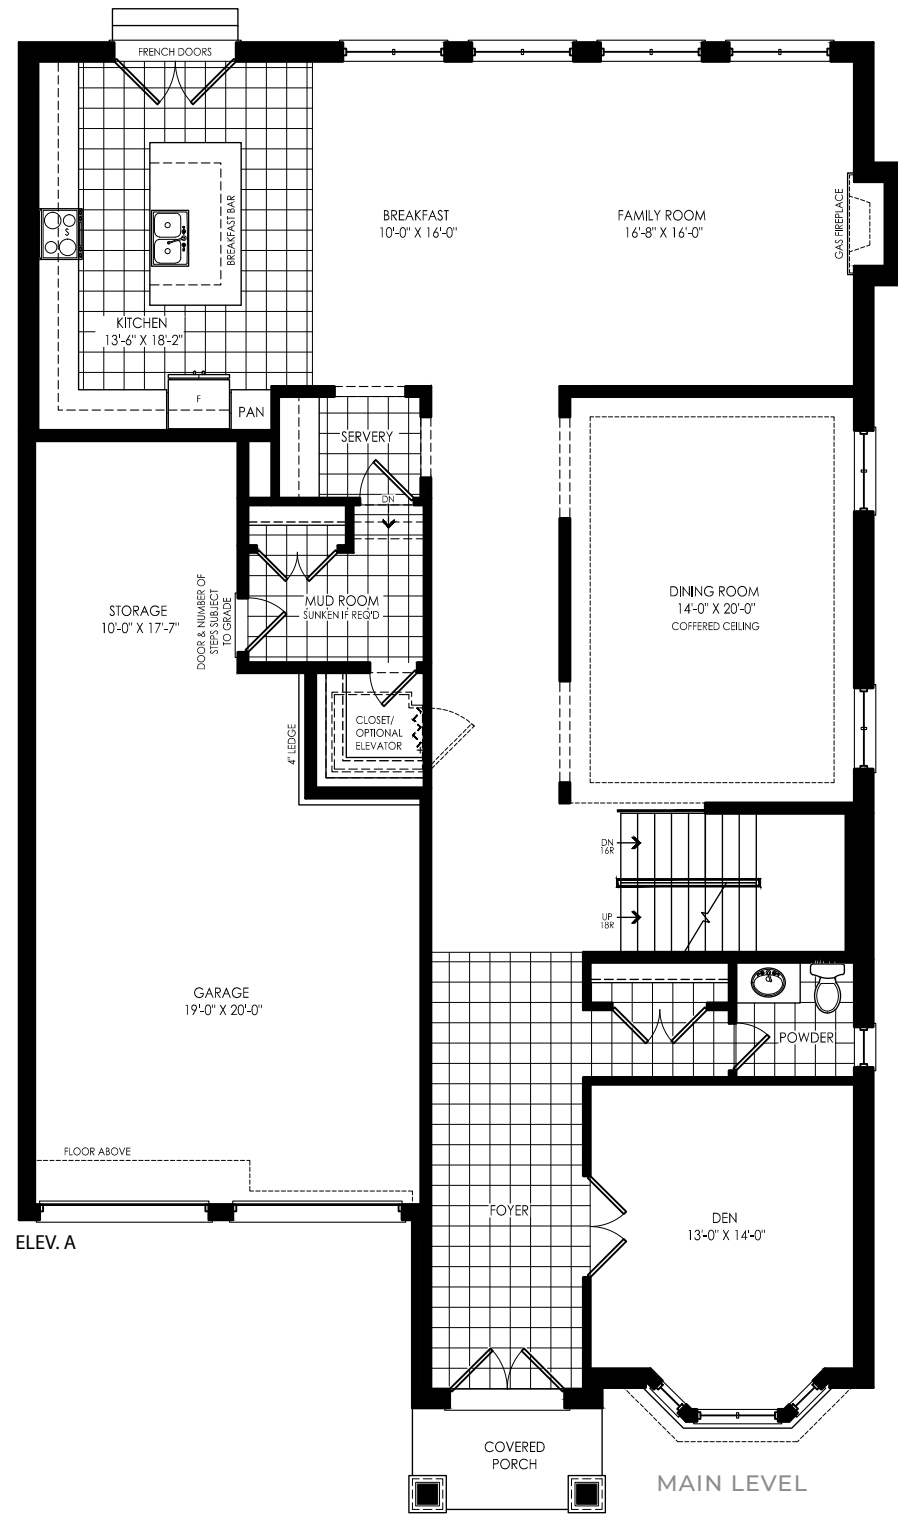 FRENCH DOORS
BREAKFAST
10'-0" X 16'-0"
FAMILY ROOM
16'-8" X 16'-0"
GAS FIREPLACE
BREAKFAST BAR
S
KITCHEN
13'-6" X 18'-2"
F
PAN
SERVERY
DN
MUD ROOM
SUNKEN IF REQ'D
DOOR & NUMBER OF
STEPS SUBJECT
TO GRADE
STORAGE
10'-0" X 17'-7"
DINING ROOM
14'-0" X 20'-0"
COFFERED CEILING
CLOSET/
OPTIONAL
ELEVATOR
4" LEDGE
DN
16R
UP
18R
GARAGE
19'-0" X 20'-0"
POWDER
FLOOR ABOVE
FOYER
DEN
13'-0" X 14'-0"
ELEV. A
COVERED
PORCH
MAIN LEVEL